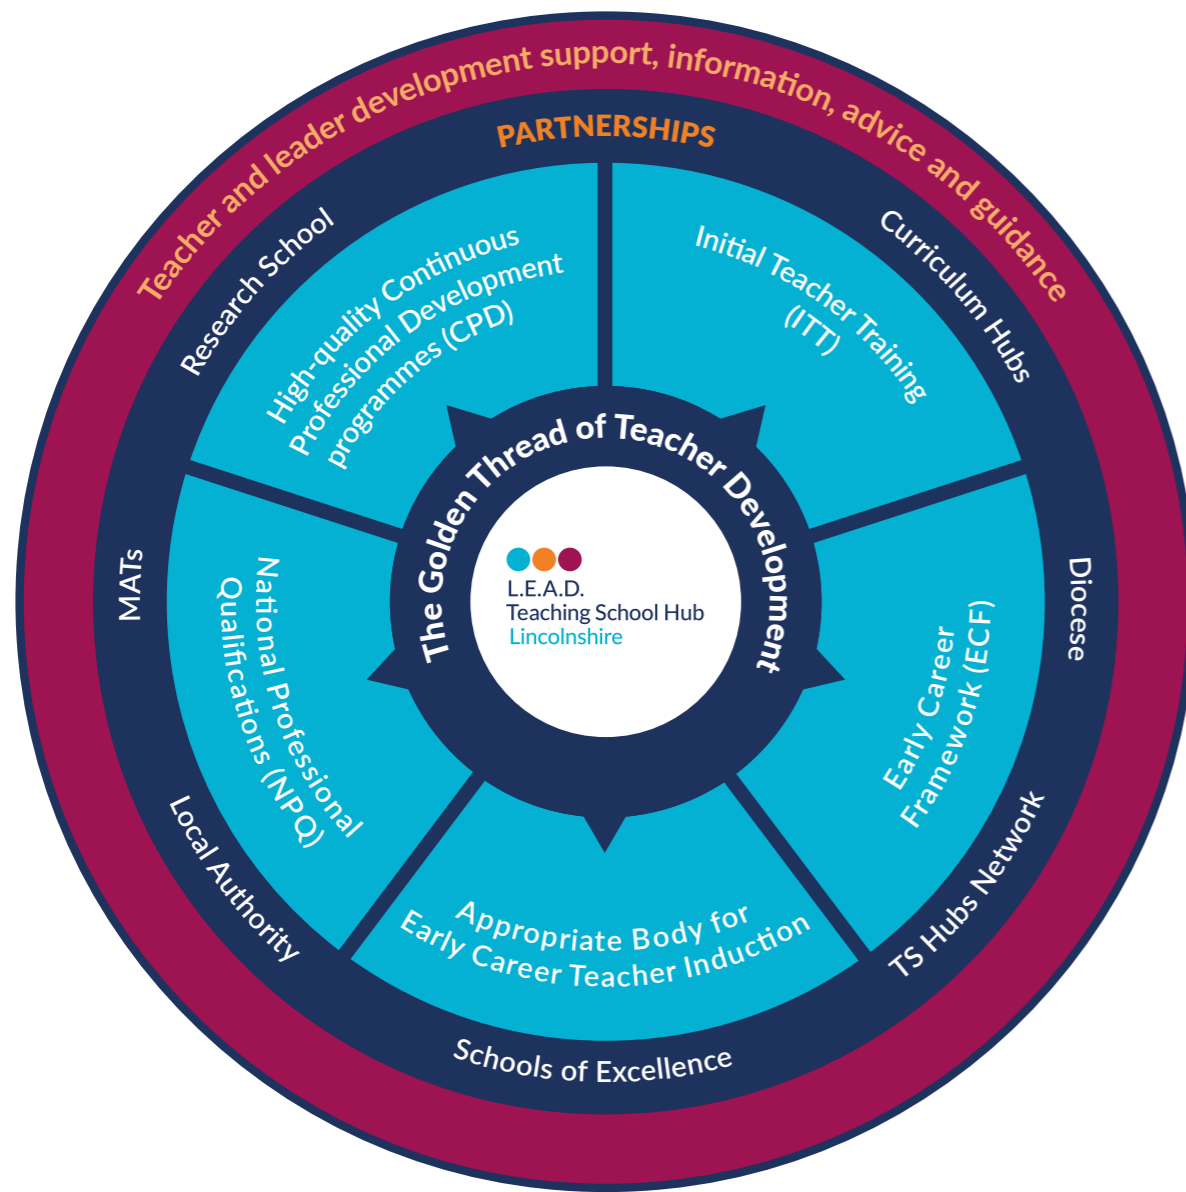 Teacher and leader development support, information, advice and guidance
PARTNERSHIPS
Research School
Curriculum Hubs
Diocese
TS Hubs Network
Schools of Excellence
Local Authority
MATs
High-quality Continuous
Professional Development
programmes (CPD)
Initial Teacher Training
(ITT)
Early Career
Framework (ECF)
Appropriate Body for
Early Career Teacher Induction
National Professional
Qualifications (NPQ)
The Golden Thread of Teacher Development
L.E.A.D.
Teaching School Hub
Lincolnshire